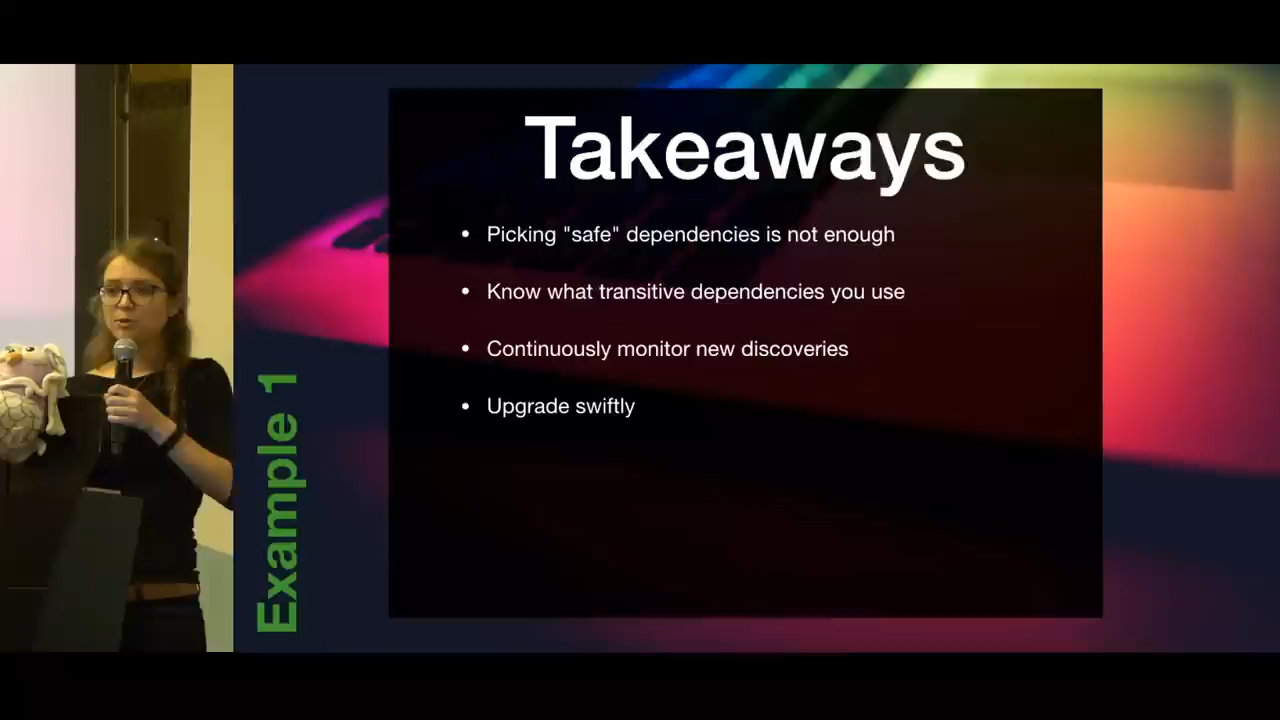 Takeaways
• Picking "safe" dependencies is not enough
• Know what transitive dependencies you use
• Continuously monitor new discoveries
• Upgrade swiftly
Example 1